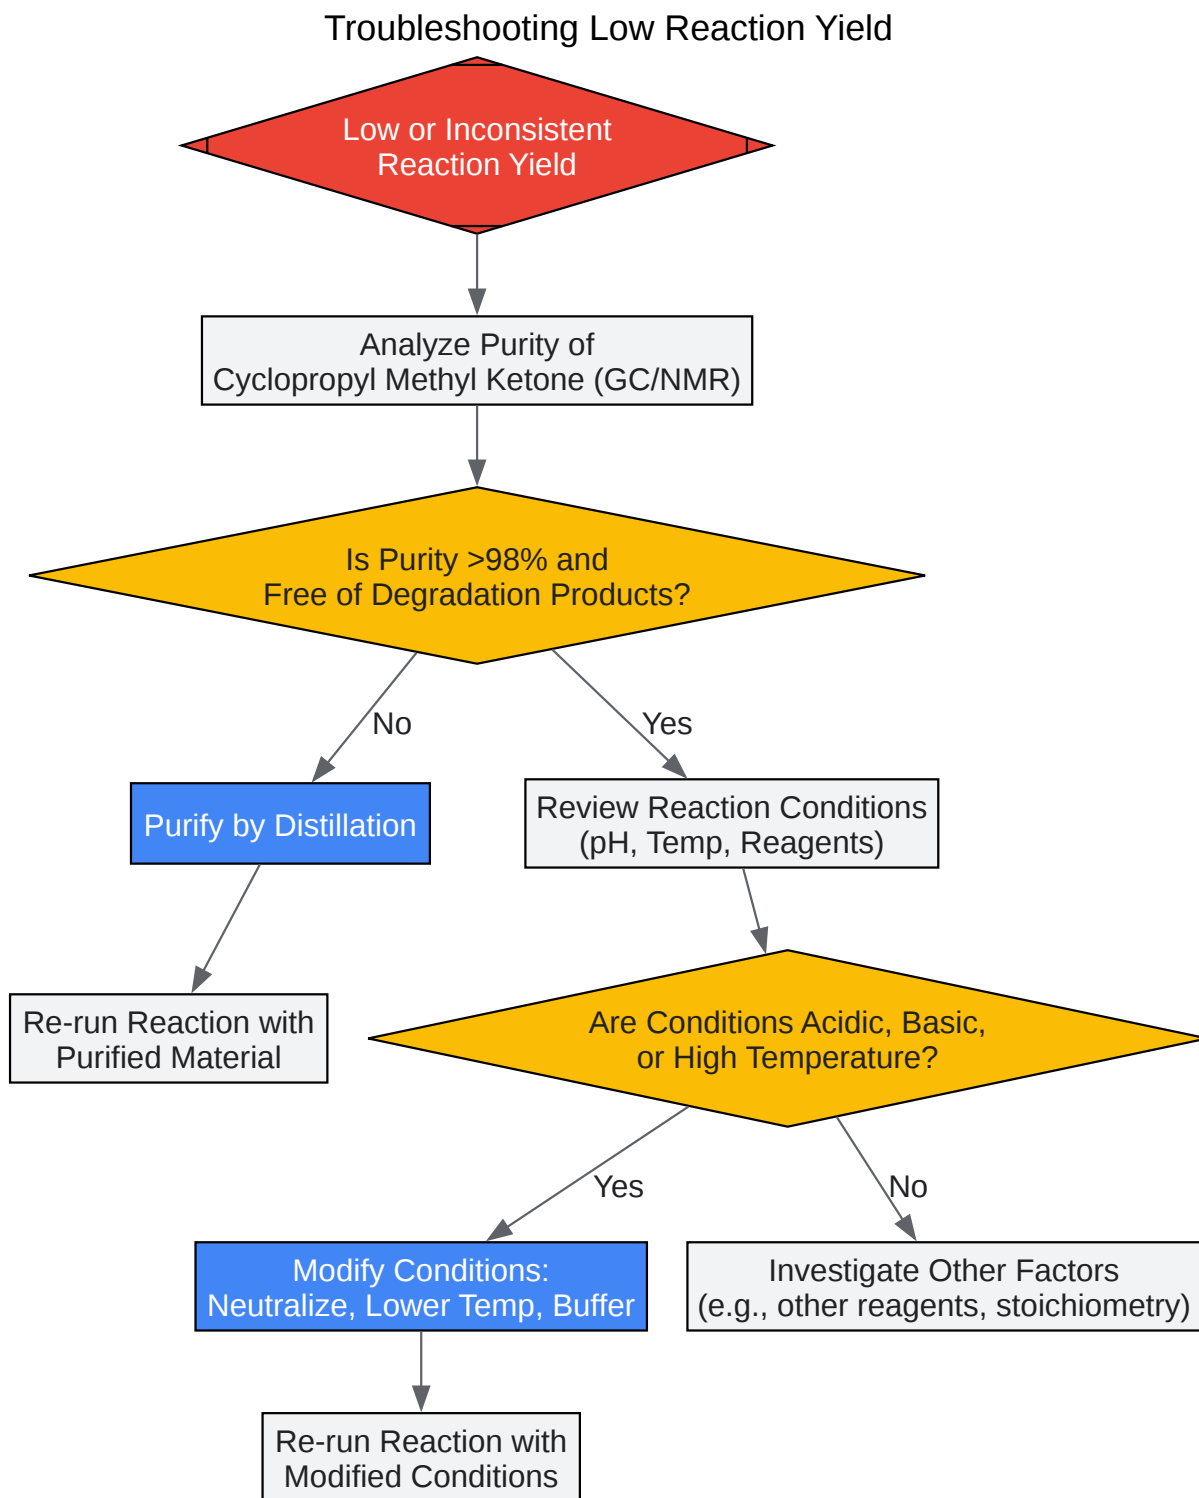 Troubleshooting Low Reaction Yield
Low or Inconsistent
Reaction Yield
Analyze Purity of
Cyclopropyl Methyl Ketone (GC/NMR)
Is Purity >98% and
Free of Degradation Products?
No
Yes
Purify by Distillation
Review Reaction Conditions
(pH, Temp, Reagents)
Re-run Reaction with
Purified Material
Are Conditions Acidic, Basic,
or High Temperature?
Yes
No
Modify Conditions:
Neutralize, Lower Temp, Buffer
Investigate Other Factors
(e.g., other reagents, stoichiometry)
Re-run Reaction with
Modified Conditions